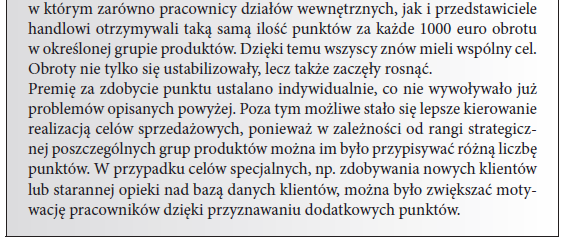 w którym zarówno pracownicy działów wewnętrznych, jak i przedstawiciele
handlowi otrzymywali taką samą ilość punktów za każde 1000 euro obrotu
w określonej grupie produktów. Dzięki temu wszyscy znów mieli wspólny cel.
Obroty nie tylko się ustabilizowały, lecz także zaczęły rosnąć.
Premię za zdobycie punktu ustalano indywidualnie, co nie wywoływało już
problemów opisanych powyżej. Poza tym możliwe stało się lepsze kierowanie
realizacją celów sprzedażowych, ponieważ w zależności od rangi strategicz-
nej poszczególnych grup produktów można im było przypisywać różną liczbę
punktów. W przypadku celów specjalnych, np. zdobywania nowych klientów
lub starannej opieki nad bazą danych klientów, można było zwiększać moty-
wację pracowników dzięki przyznawaniu dodatkowych punktów.